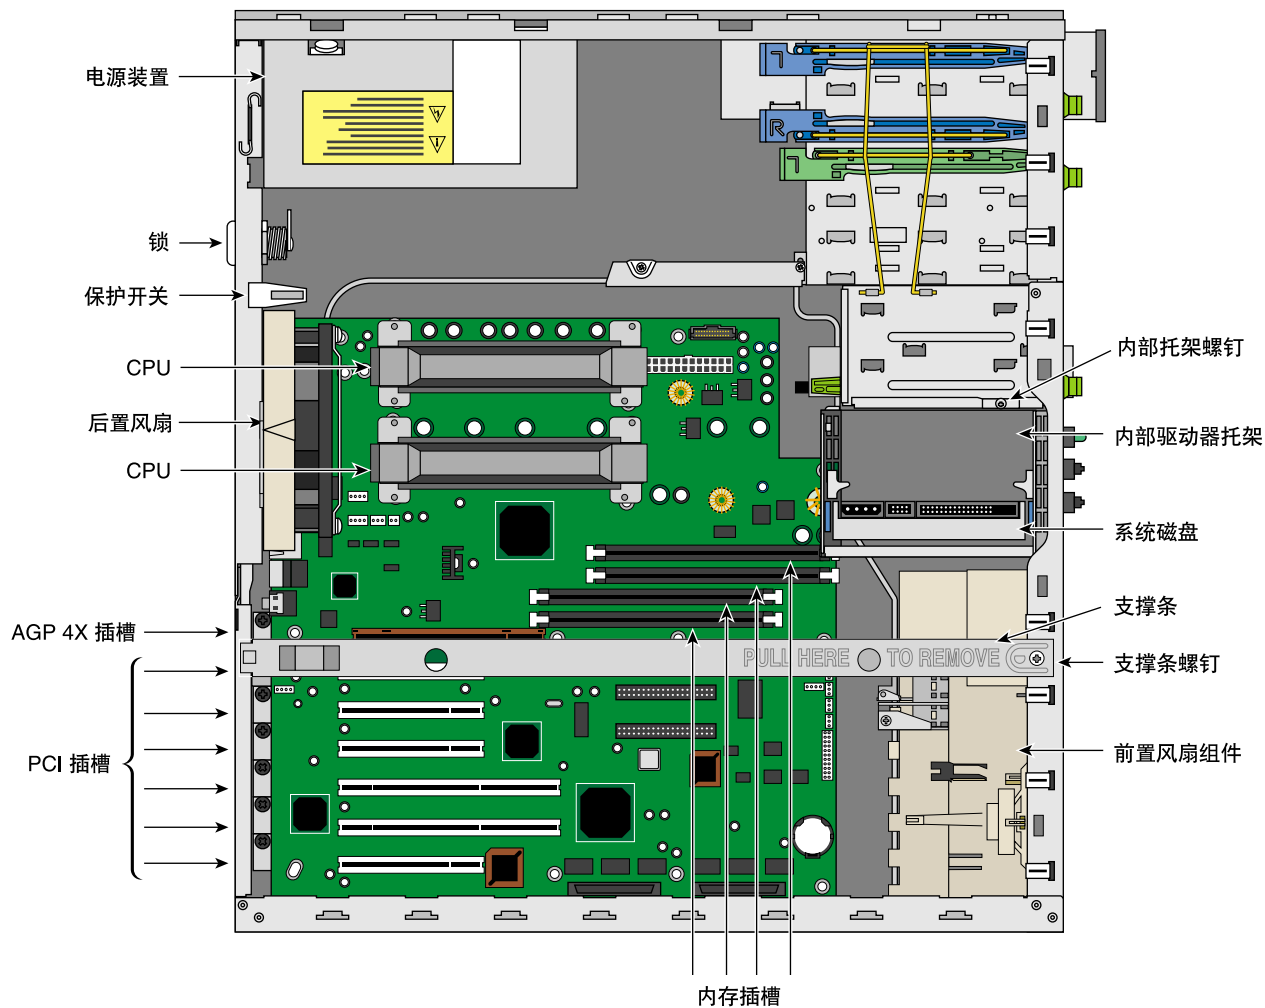 电源装置
L
R
L
锁
保护开关
CPU
内部托架螺钉
后置风扇
内部驱动器托架
CPU
系统磁盘
支撑条
AGP 4X 插槽
PULL HERE TO REMOVE
支撑条螺钉
PCI 插槽
前置风扇组件
内存插槽